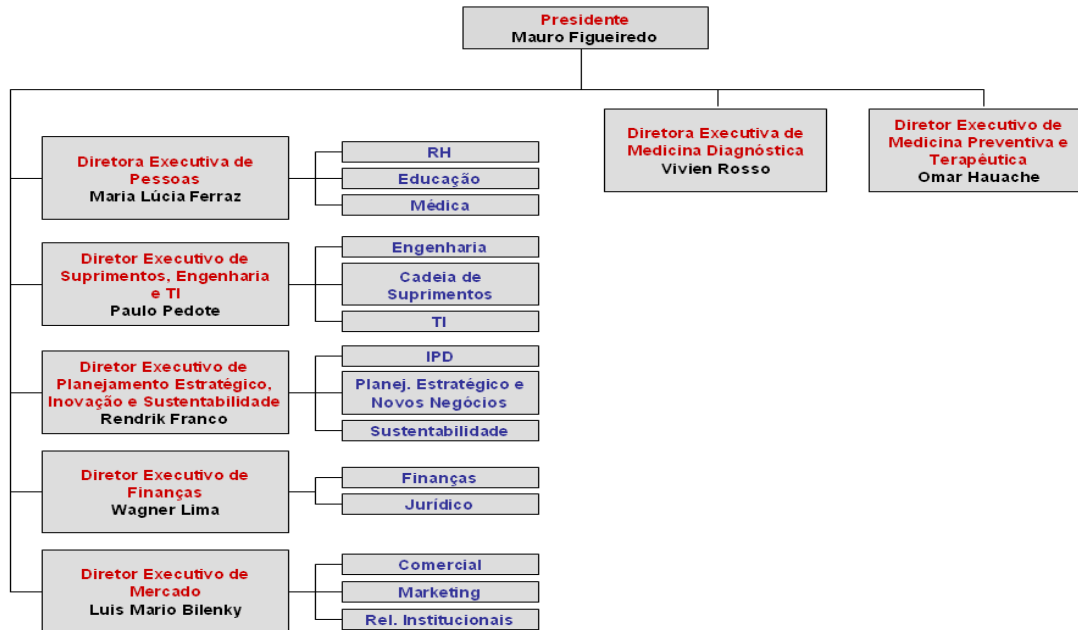 Presidente
Mauro Figueiredo
Diretora Executiva de
Medicina Diagnóstica
Vivien Rosso
Diretor Executivo de
Medicina Preventiva e
Terapêutica
Omar Hauache
Diretora Executiva de
Pessoas
Maria Lúcia Ferraz
RH
Educação
Médica
Diretor Executivo de
Suprimentos, Engenharia
e TI
Paulo Pedote
Engenharia
Cadeia de
Suprimentos
TI
Diretor Executivo de
Planejamento Estratégico,
Inovação e Sustentabilidade
Rendrik Franco
IPD
Planej. Estratégico e
Novos Negócios
Sustentabilidade
Diretor Executivo de
Finanças
Wagner Lima
Finanças
Jurídico
Diretor Executivo de
Mercado
Luis Mario Bilenky
Comercial
Marketing
Rel. Institucionais